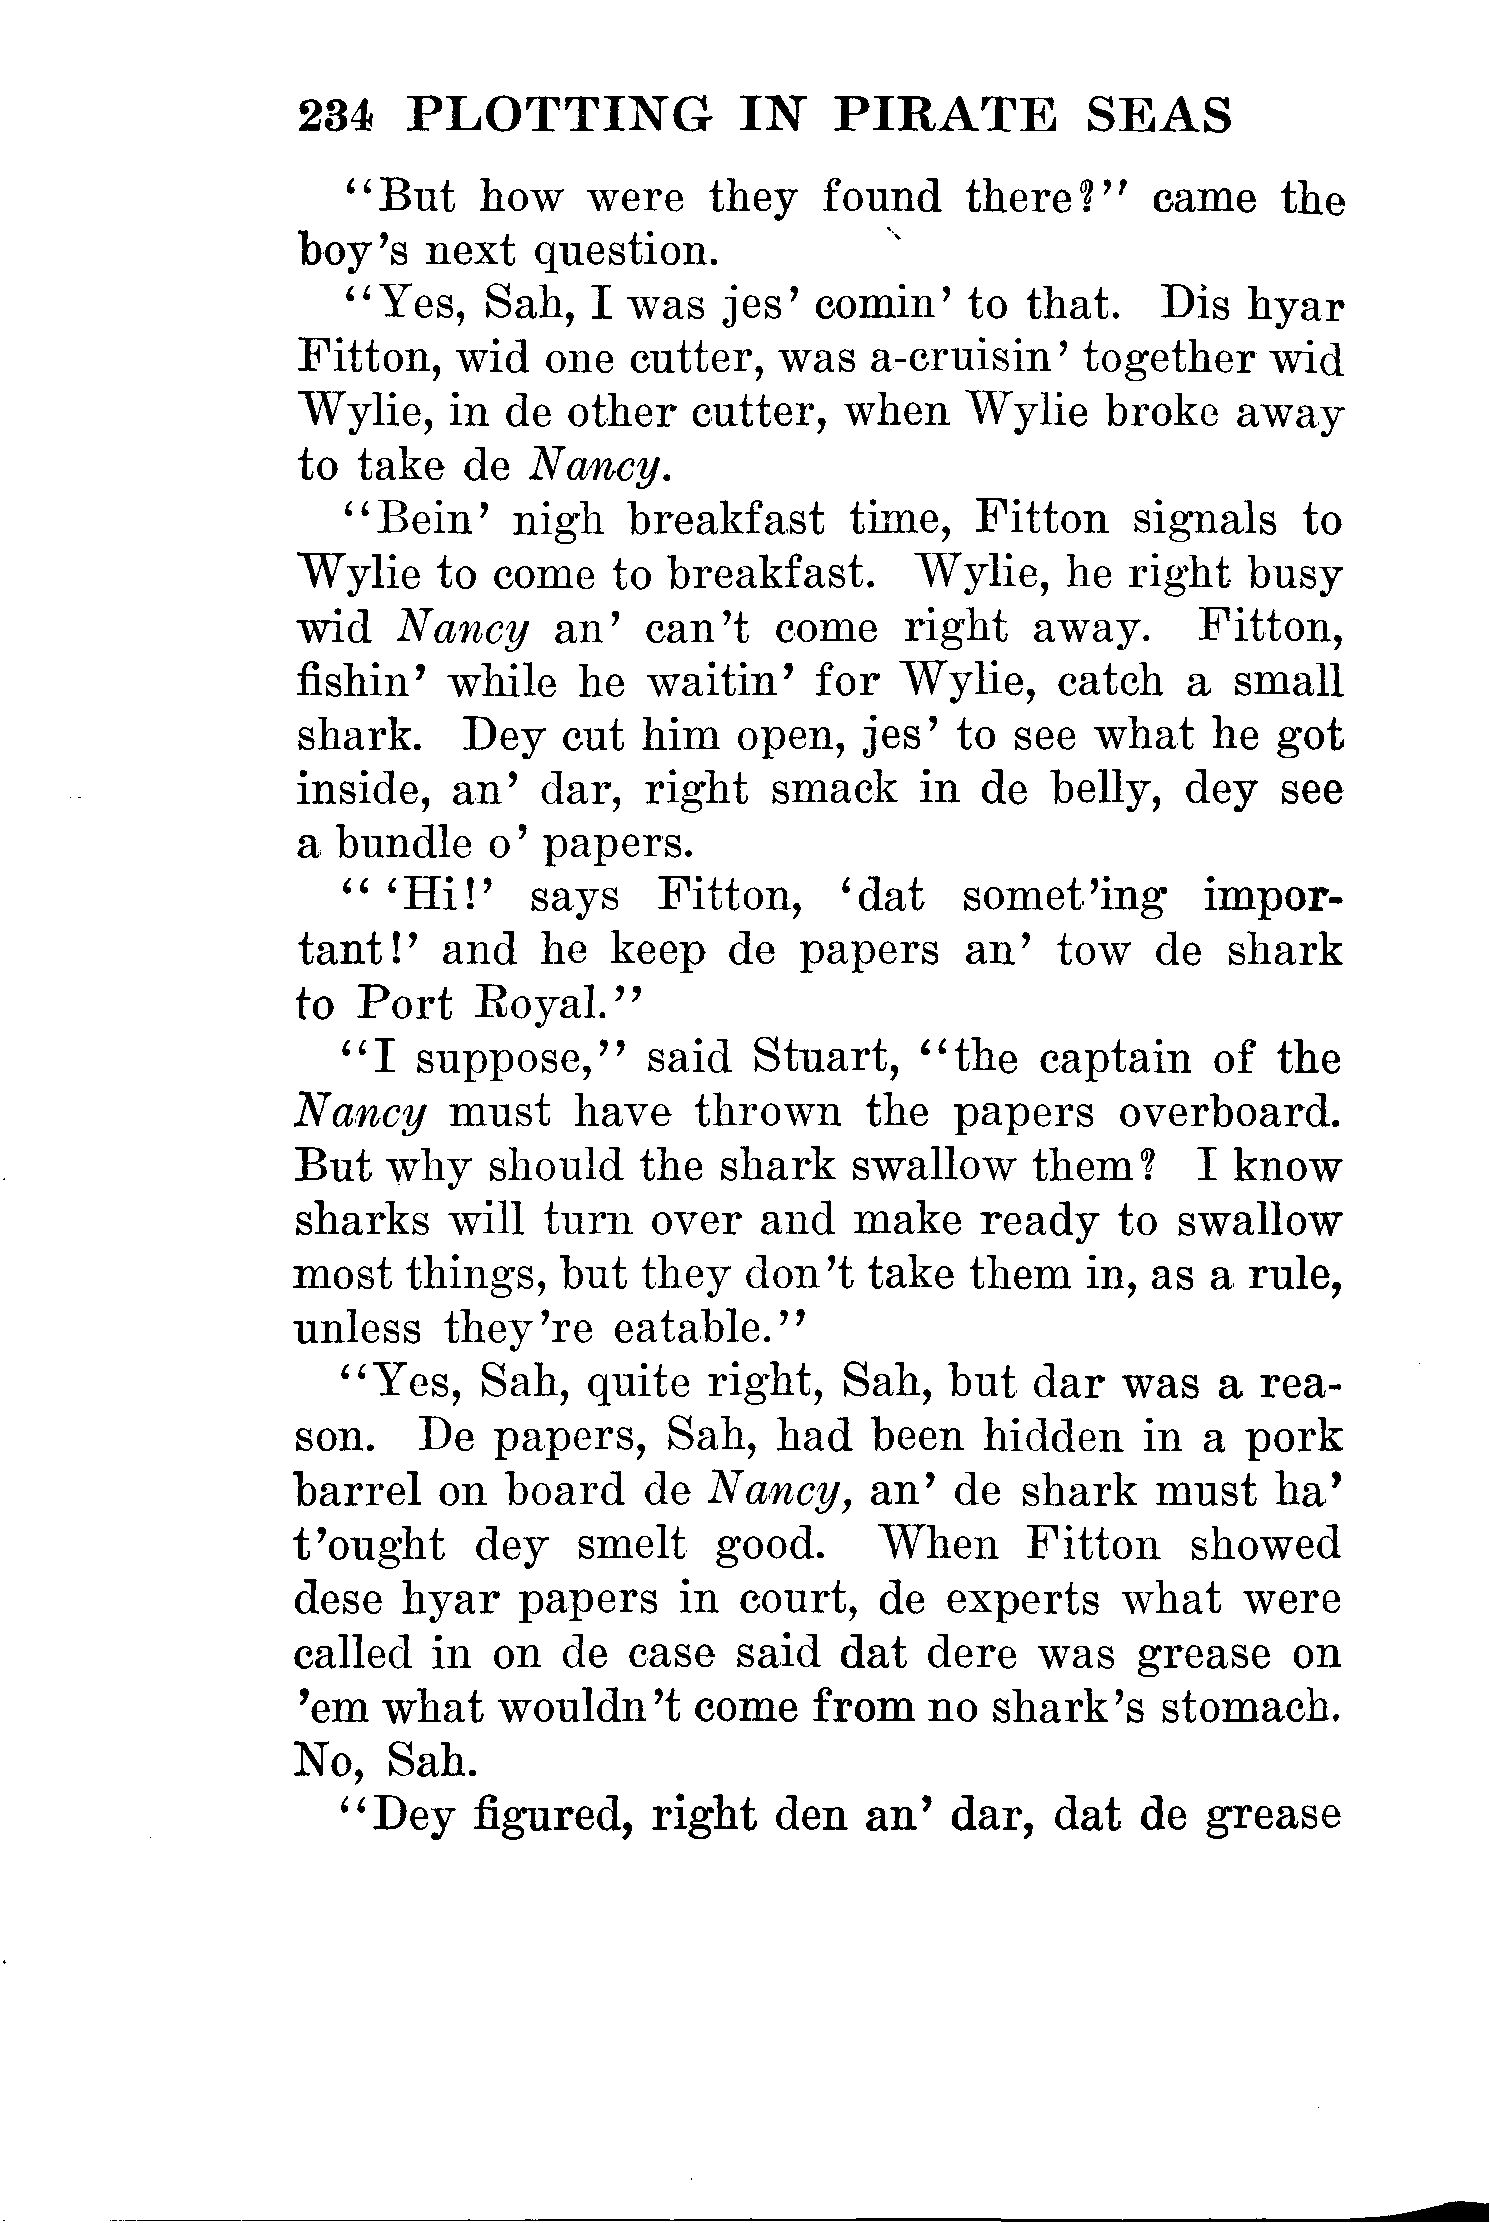 234 PLOTTING IN PIRATE SEAS
"But how were they found there?" came the
boy's next question.
"Yes, Sah, I was jes' comin' to that. Dis hyar
Fitton, wid one cutter, was a-cruisin' together wid
Wylie, in de other cutter, when Wylie broke away
to take de Nancy.
"Bein' nigh breakfast time, Fitton signals to
Wylie to come to breakfast. Wylie, he right busy
wid Nancy an' can't come right away. Fitton,
fishin' while he waitin' for Wylie, catch a small
shark. Dey cut him open, jes' to see what he got
inside, an' dar, right smack in de belly, dey see
a bundle o' papers.
" 'Hi!' says Fitton, 'dat somet'ing impor-
tant!' and he keep de papers an' tow de shark
to Port Royal."
"I suppose," said Stuart, "the captain of the
Nancy must have thrown the papers overboard.
But why should the shark swallow them? I know
sharks will turn over and make ready to swallow
most things, but they don't take them in, as a rule,
unless they're eatable."
"Yes, Sah, quite right, Sah, but dar was a rea-
son. De papers, Sah, had been hidden in a pork
barrel on board de Nancy, an' de shark must ha'
t'ought dey smelt good. When Fitton showed
dese hyar papers in court, de experts what were
called in on de case said dat dere was grease on
'em what wouldn't come from no shark's stomach.
No, Sah.
"Dey figured, right den an' dar, dat de grease